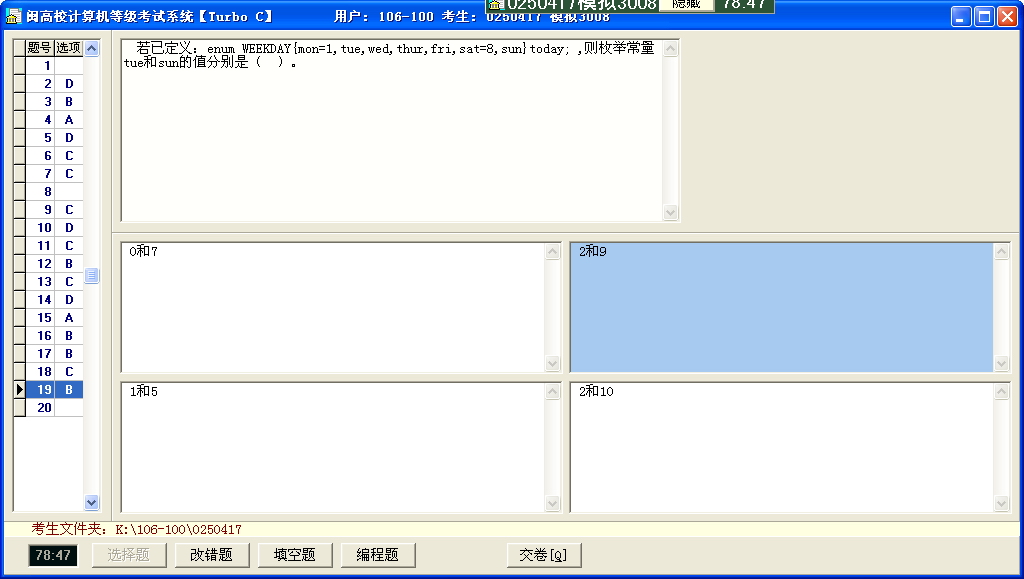 0250417模拟3008 隐藏 78:47
闽高校计算机等级考试系统【Turbo C】 用户: 106-100 考生: 0250417 模拟3008
题号 选项
1
2 D
3 B
4 A
5 D
6 C
7 C
8
9 C
10 D
11 C
12 B
13 C
14 D
15 A
16 B
17 B
18 C
19 B
20
若已定义: enum WEEKDAY{mon=1,tue,wed,thur,fri,sat=8,sun}today; ,则枚举常量
tue和sun的值分别是（ ）。
0和7
2和9
1和5
2和10
考生文件夹: K:\106-100\0250417
78:47 选择题 改错题 填空题 编程题 交卷[Q]